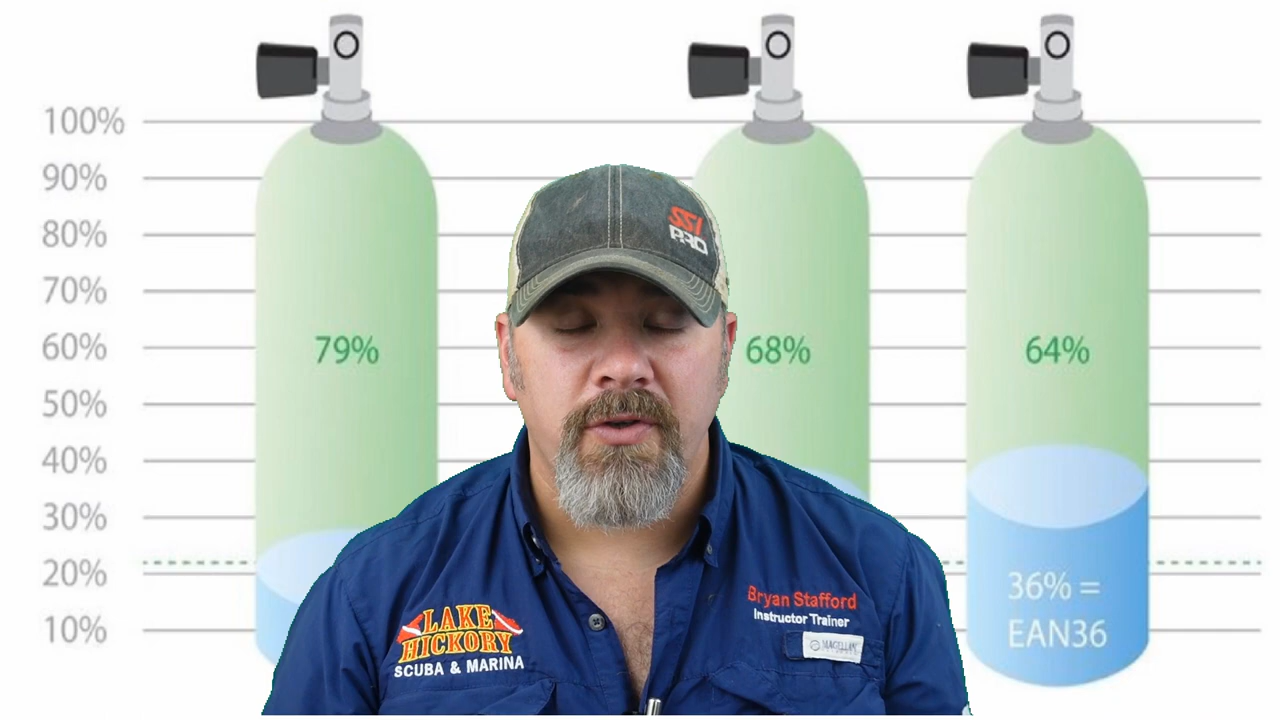 100%
90%
80%
70%
60%
50%
40%
30%
20%
10%
79%
68%
64%
36% =
EAN36
SSI
PRO
LAKE
HICKORY
SCUBA & MARINA
Bryan Stafford
Instructor Trainer
MAGELLAN